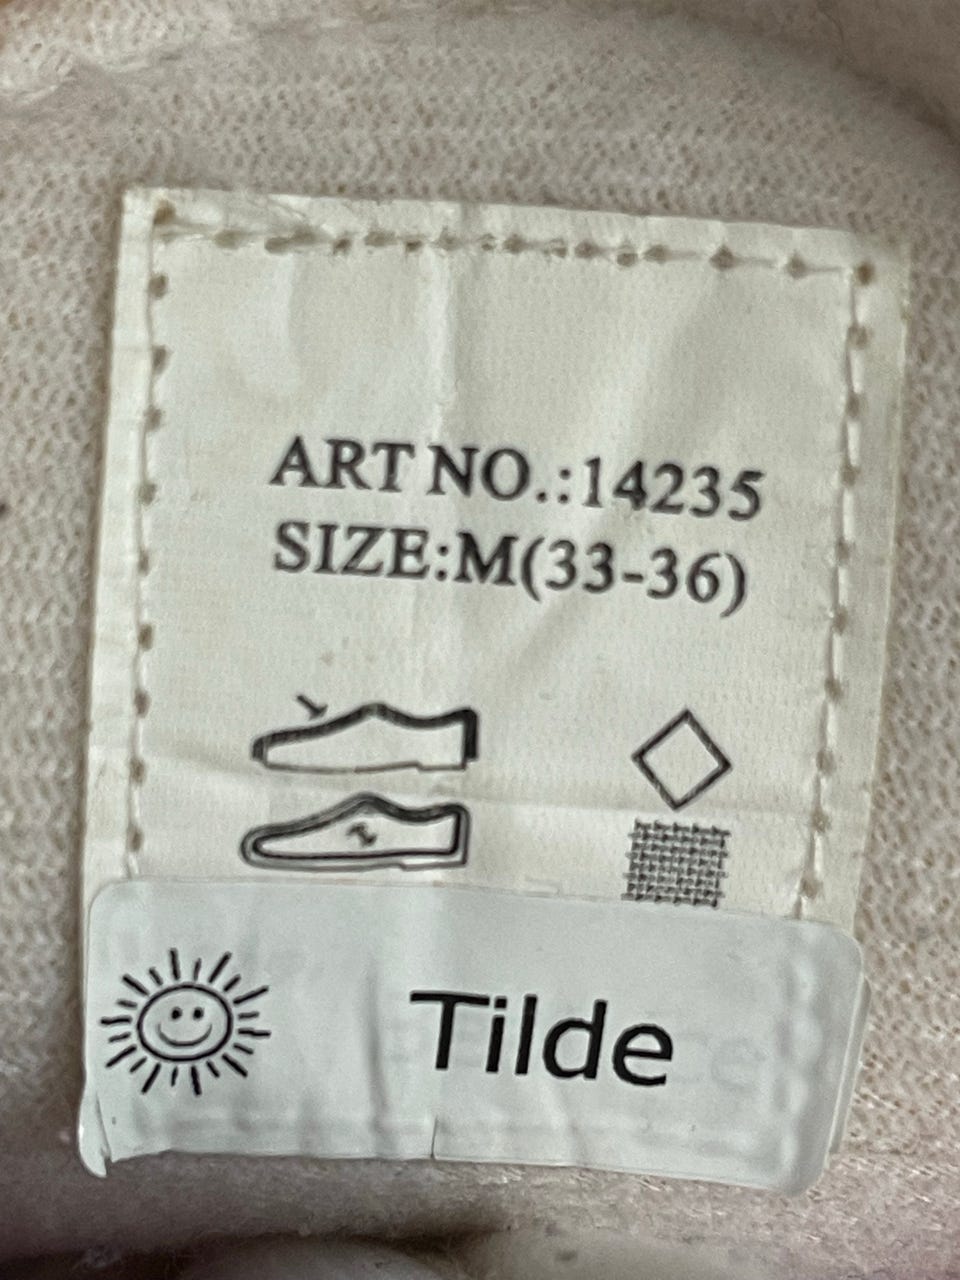 ART NO.:14235
SIZE:M(33-36)
Tilde